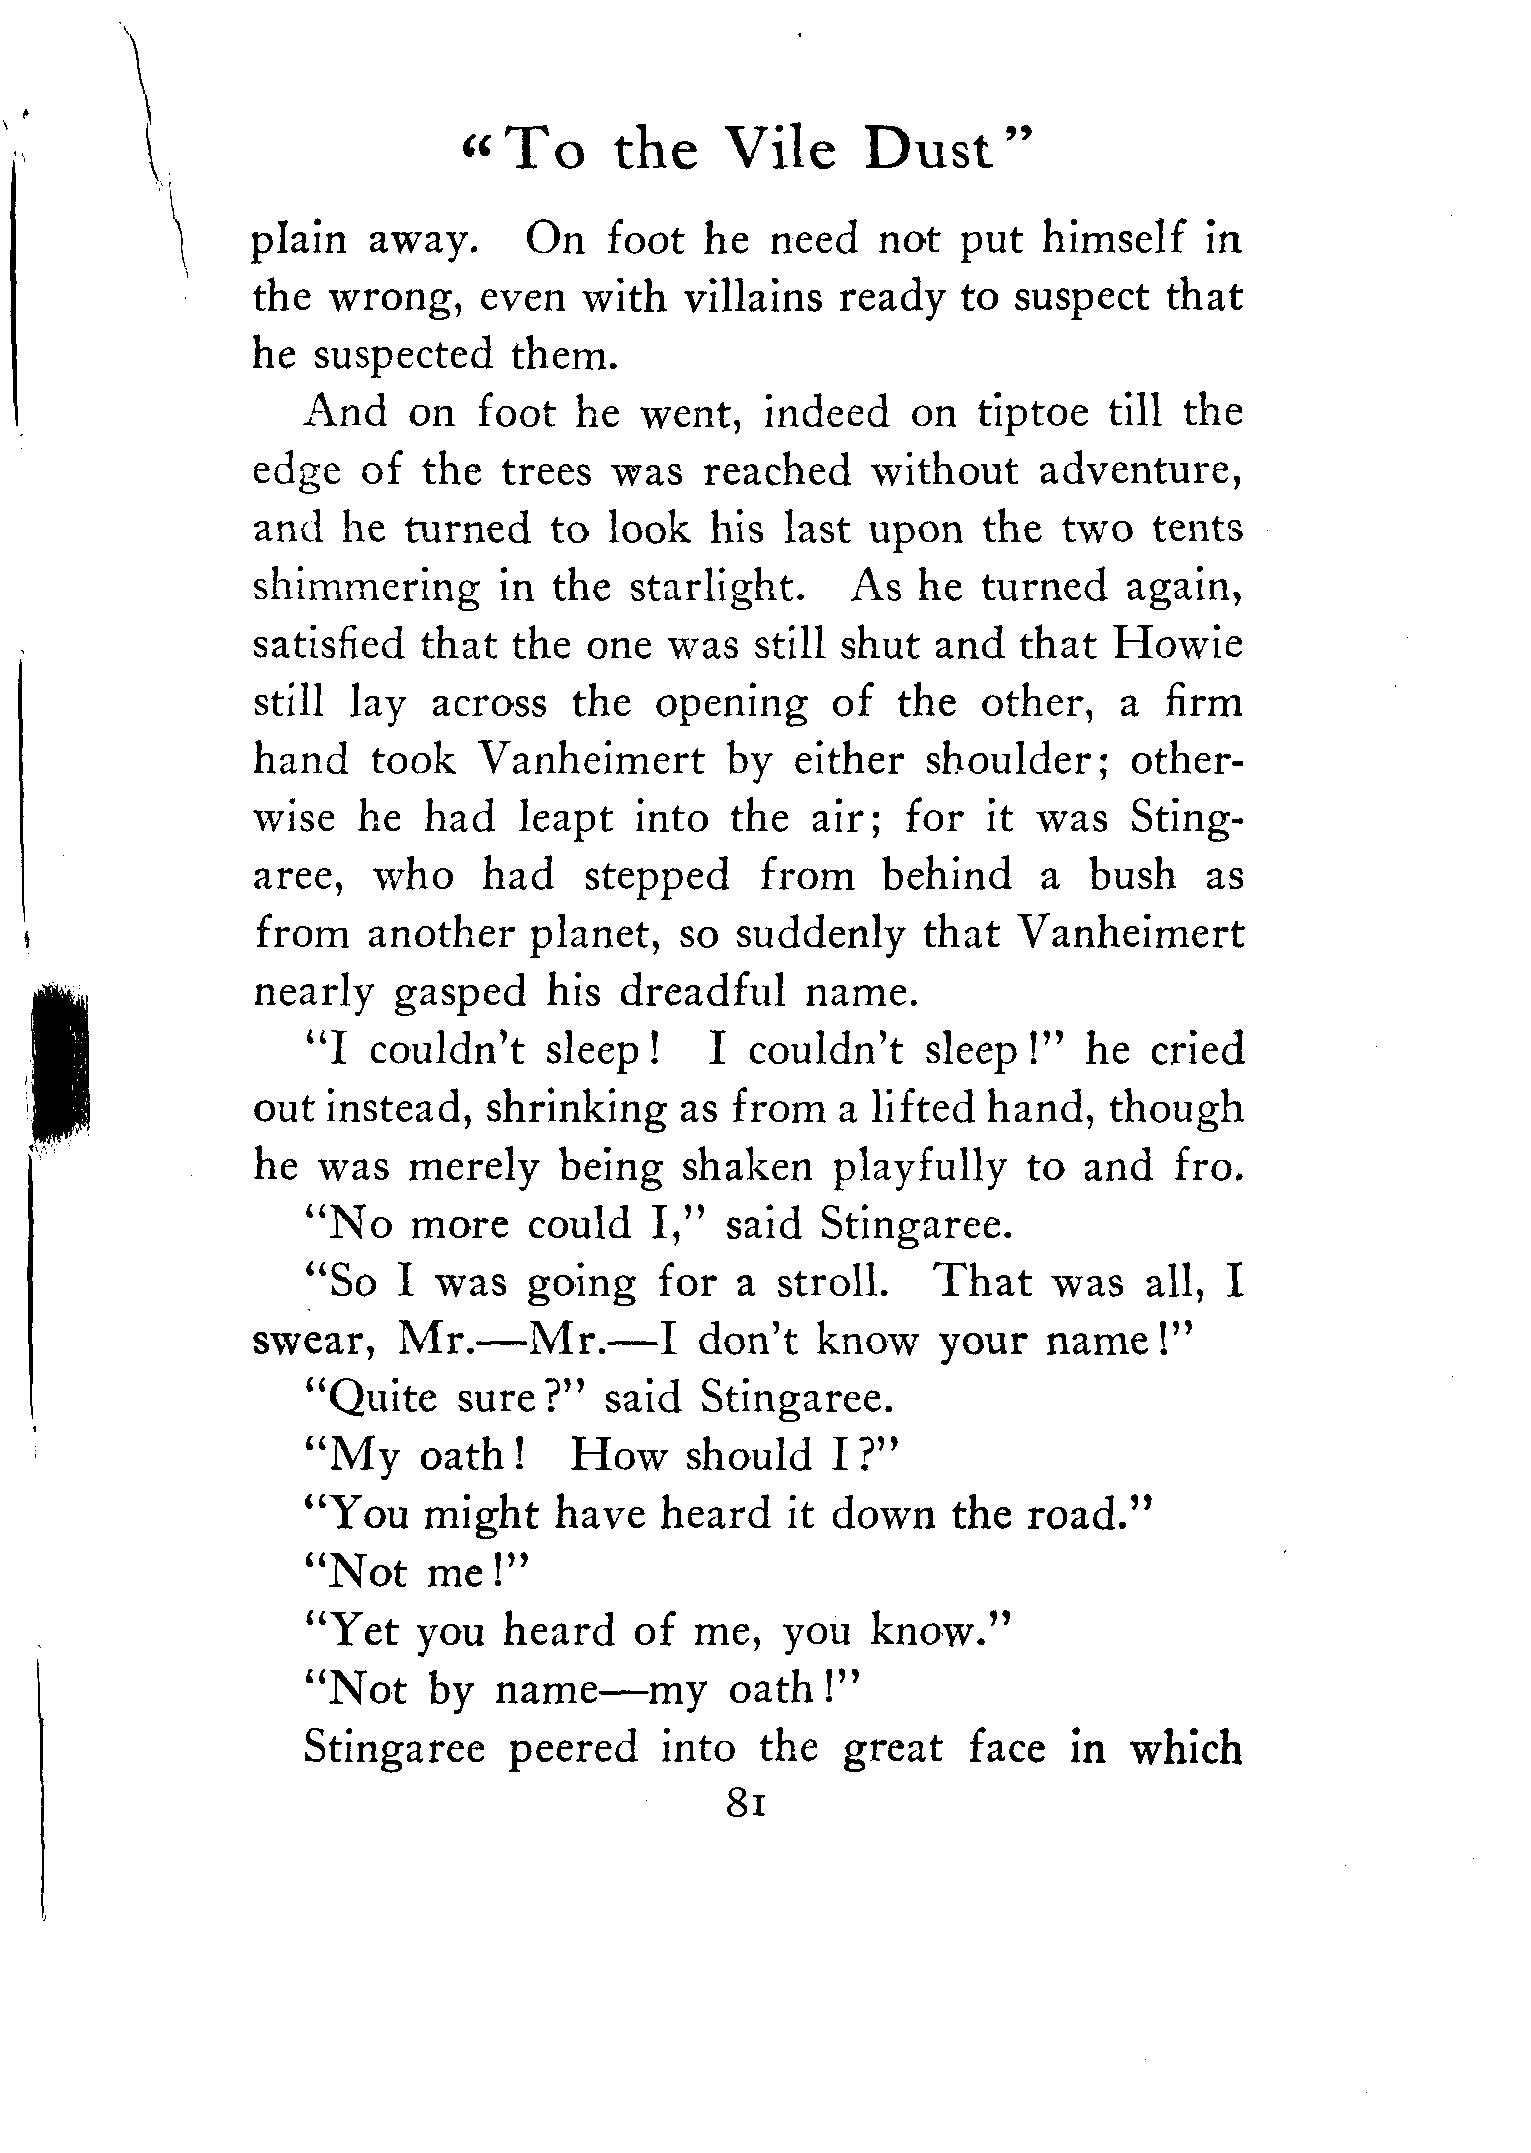 “To the Vile Dust”
plain away. On foot he need not put himself in
the wrong, even with villains ready to suspect that
he suspected them.
And on foot he went, indeed on tiptoe till the
edge of the trees was reached without adventure,
and he turned to look his last upon the two tents
shimmering in the starlight. As he turned again,
satisfied that the one was still shut and that Howie
still lay across the opening of the other, a firm
hand took Vanheimert by either shoulder; other-
wise he had leapt into the air; for it was Sting-
aree, who had stepped from behind a bush as
from another planet, so suddenly that Vanheimert
nearly gasped his dreadful name.
“I couldn’t sleep! I couldn’t sleep!” he cried
out instead, shrinking as from a lifted hand, though
he was merely being shaken playfully to and fro.
“No more could I,” said Stingaree.
“So I was going for a stroll. That was all, I
swear, Mr.—Mr.—I don’t know your name!”
“Quite sure?” said Stingaree.
“My oath! How should I?”
“You might have heard it down the road.”
“Not me!”
“Yet you heard of me, you know.”
“Not by name—my oath!”
Stingaree peered into the great face in which
81